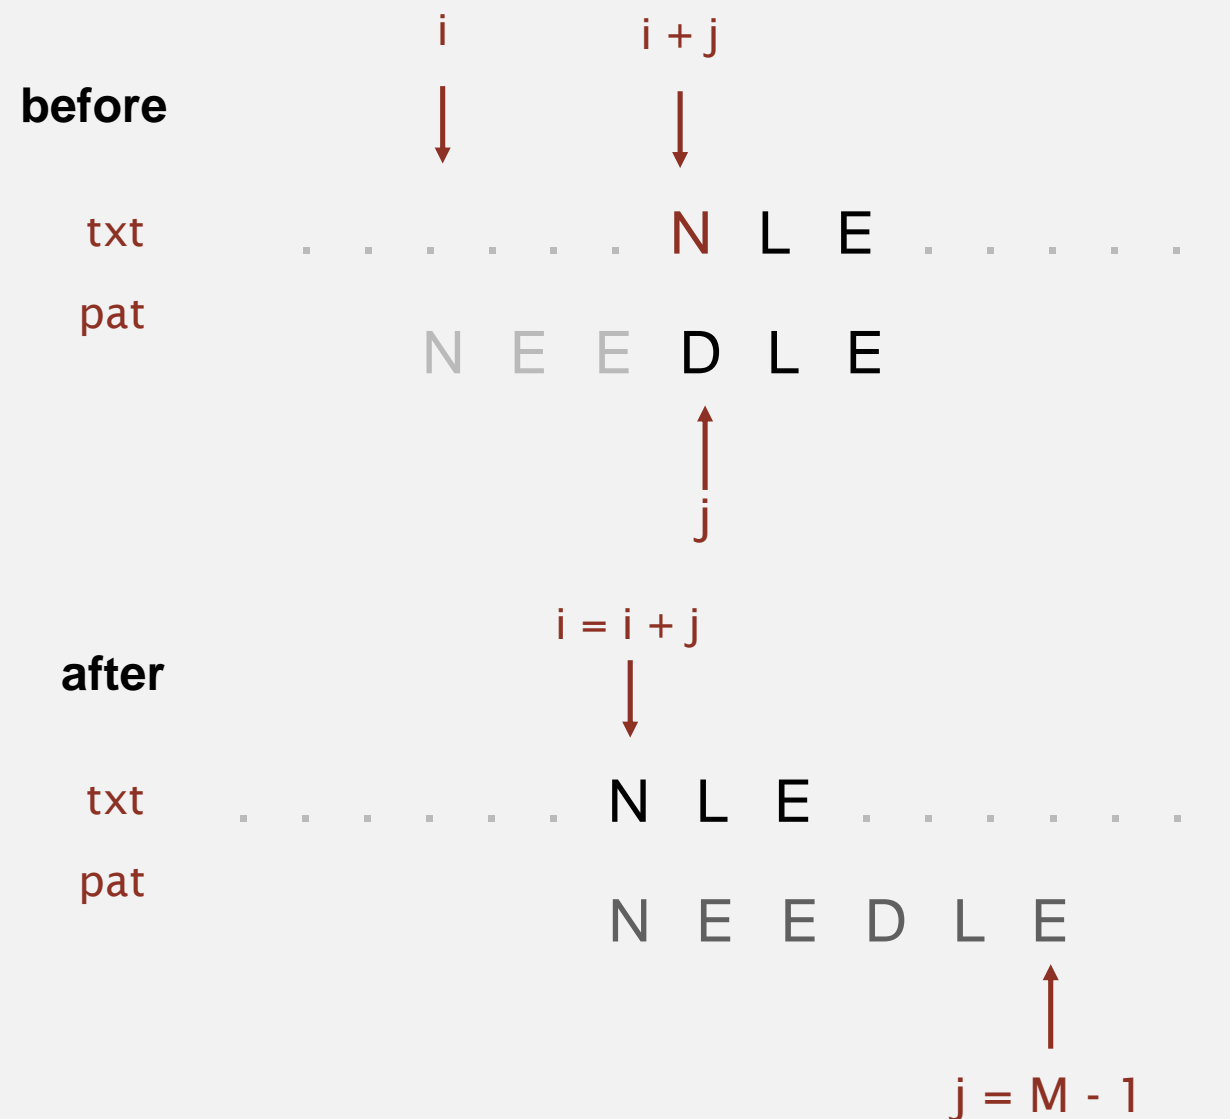 i i + j
before
txt . . . . . . N L E . . . . .
pat N E E D L E
j
i = i + j
after
txt . . . . . . N L E . . . . . .
pat N E E D L E
j = M - 1